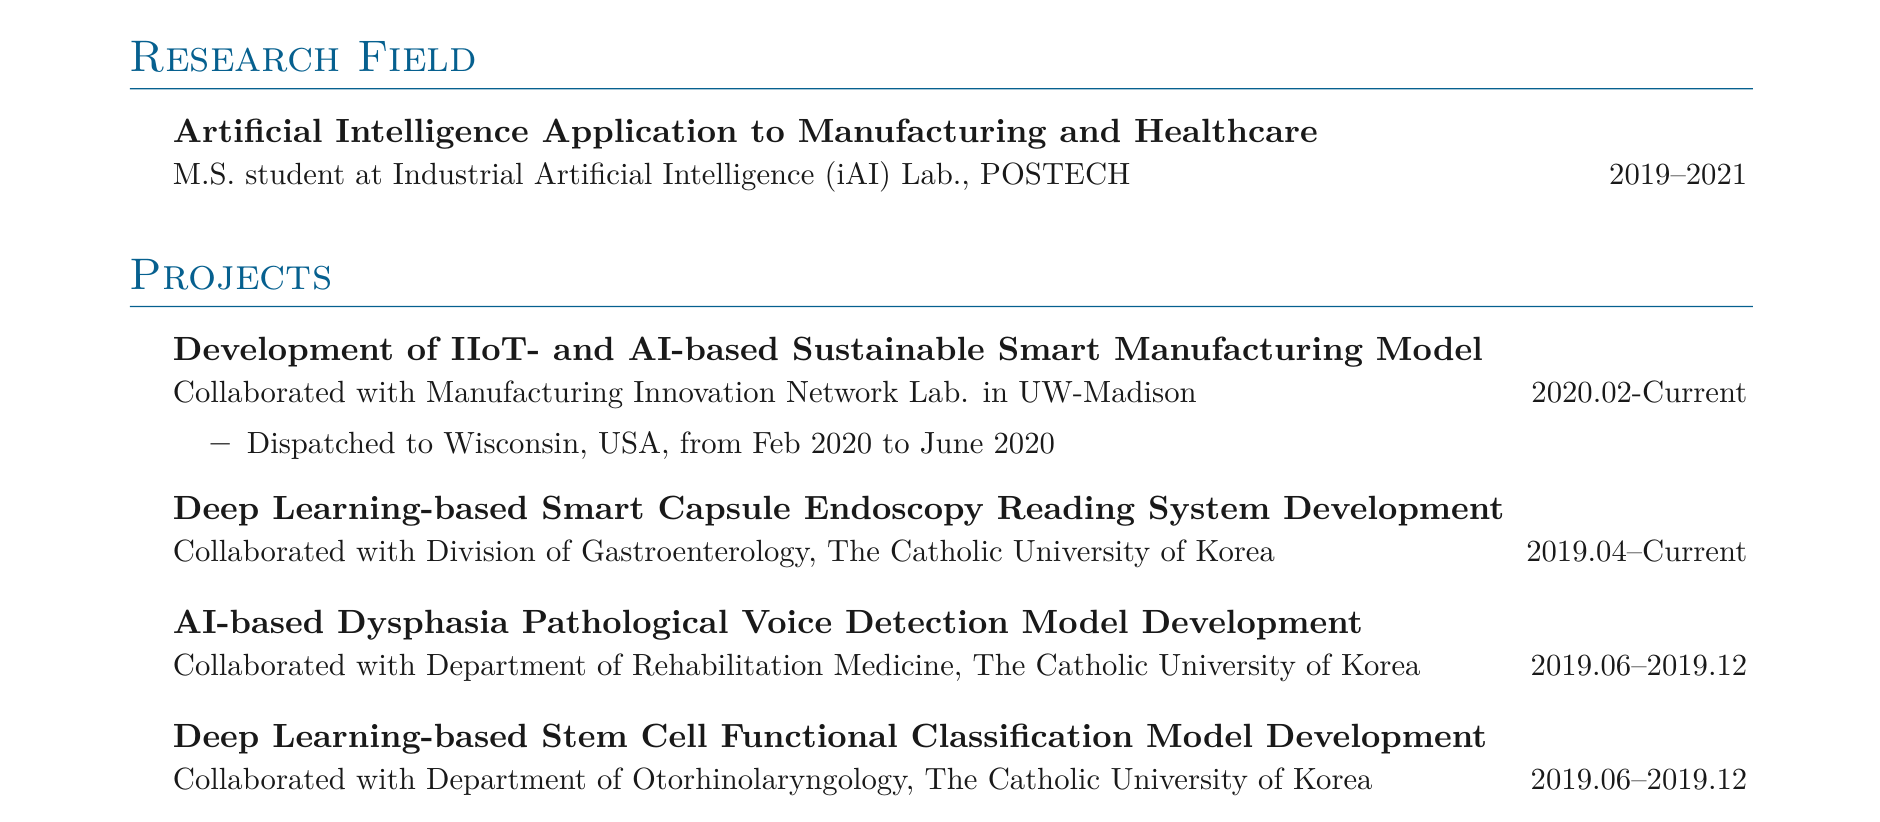 Research Field
Artificial Intelligence Application to Manufacturing and Healthcare
M.S. student at Industrial Artificial Intelligence (iAI) Lab., POSTECH 2019–2021
Projects
Development of IIoT- and AI-based Sustainable Smart Manufacturing Model
Collaborated with Manufacturing Innovation Network Lab. in UW-Madison 2020.02-Current
– Dispatched to Wisconsin, USA, from Feb 2020 to June 2020
Deep Learning-based Smart Capsule Endoscopy Reading System Development
Collaborated with Division of Gastroenterology, The Catholic University of Korea 2019.04–Current
AI-based Dysphasia Pathological Voice Detection Model Development
Collaborated with Department of Rehabilitation Medicine, The Catholic University of Korea 2019.06–2019.12
Deep Learning-based Stem Cell Functional Classification Model Development
Collaborated with Department of Otorhinolaryngology, The Catholic University of Korea 2019.06–2019.12